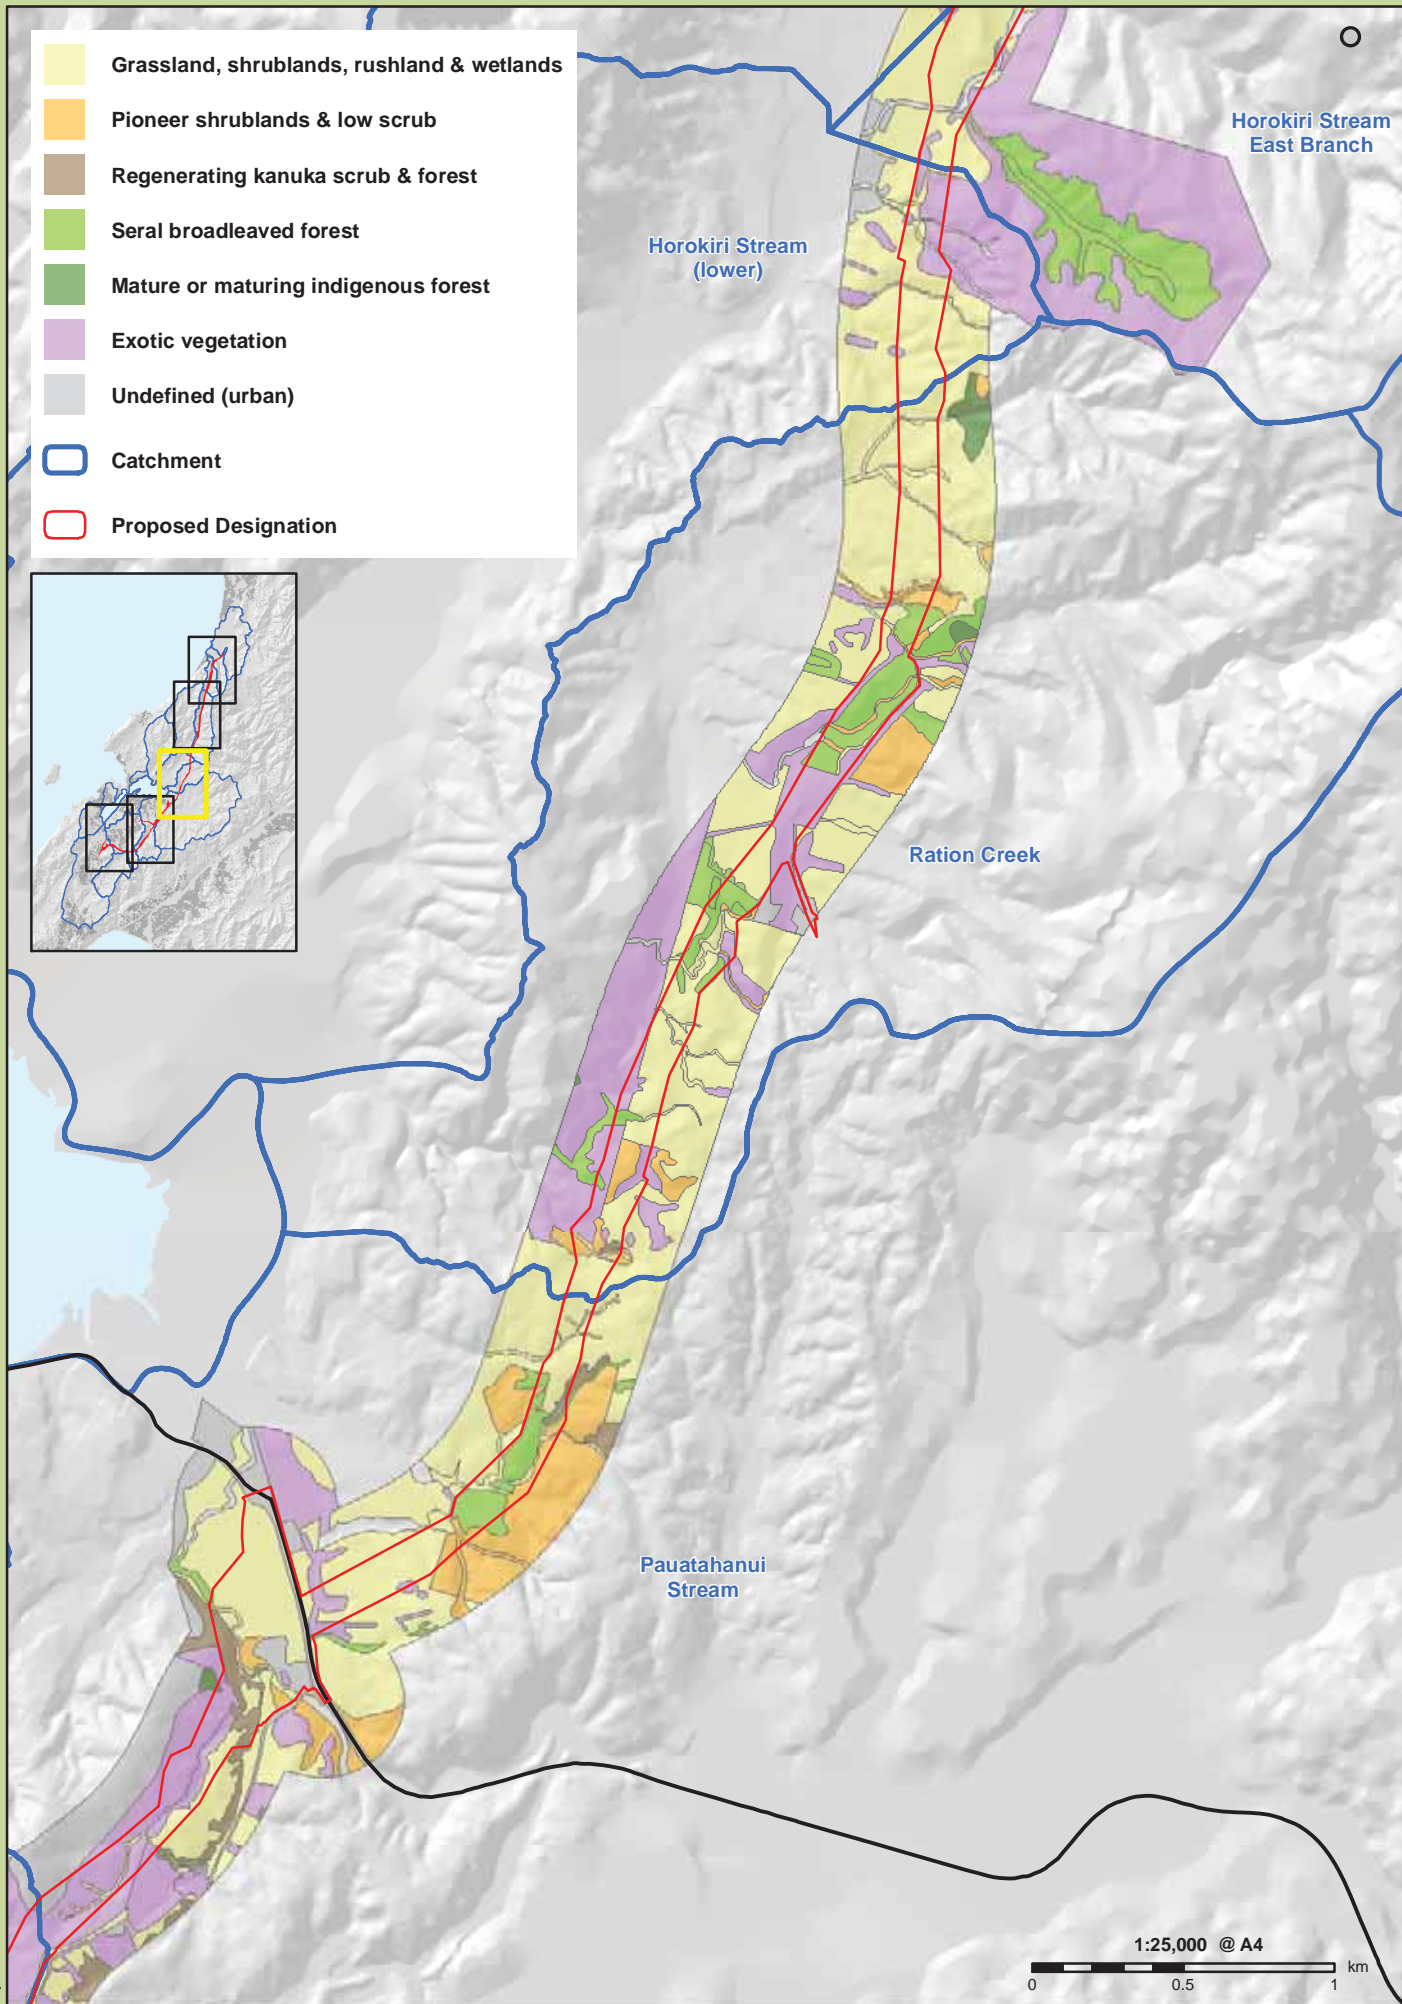 Grassland, shrublands, rushland & wetlands
Pioneer shrublands & low scrub
Regenerating kanuka scrub & forest
Seral broadleaved forest
Mature or maturing indigenous forest
Exotic vegetation
Undefined (urban)
Catchment
Proposed Designation
Horokiri Stream
East Branch
Horokiri Stream
(lower)
Ration Creek
Pauatahanui
Stream
1:25,000 @ A4
km
0 0.5 1